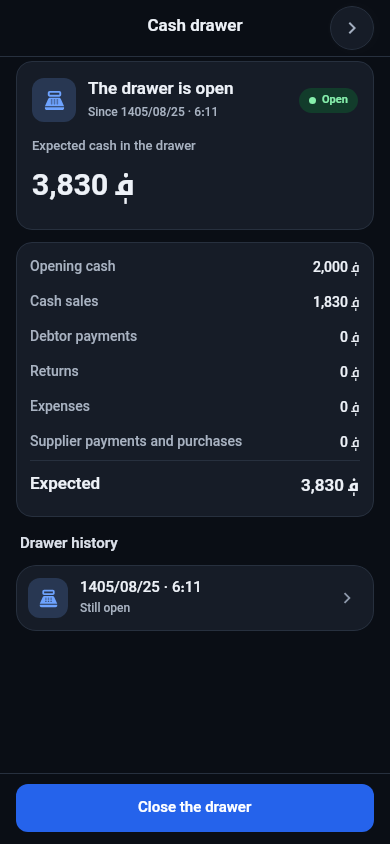 Cash drawer
The drawer is open
Since 1405/08/25 · 6:11
Open
Expected cash in the drawer
3,830 ؋
Opening cash 2,000 ؋
Cash sales 1,830 ؋
Debtor payments 0 ؋
Returns 0 ؋
Expenses 0 ؋
Supplier payments and purchases 0 ؋
Expected 3,830 ؋
Drawer history
1405/08/25 · 6:11
Still open
Close the drawer